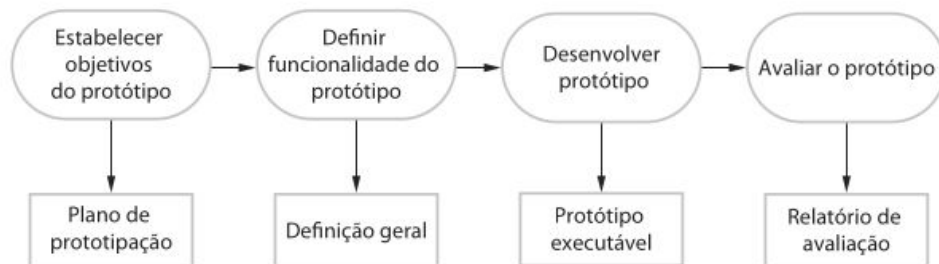 Estabelecer
objetivos
do protótipo
Definir
funcionalidade do
protótipo
Desenvolver
protótipo
Avaliar o protótipo
Plano de
prototipação
Definição geral
Protótipo
executável
Relatório de
avaliação